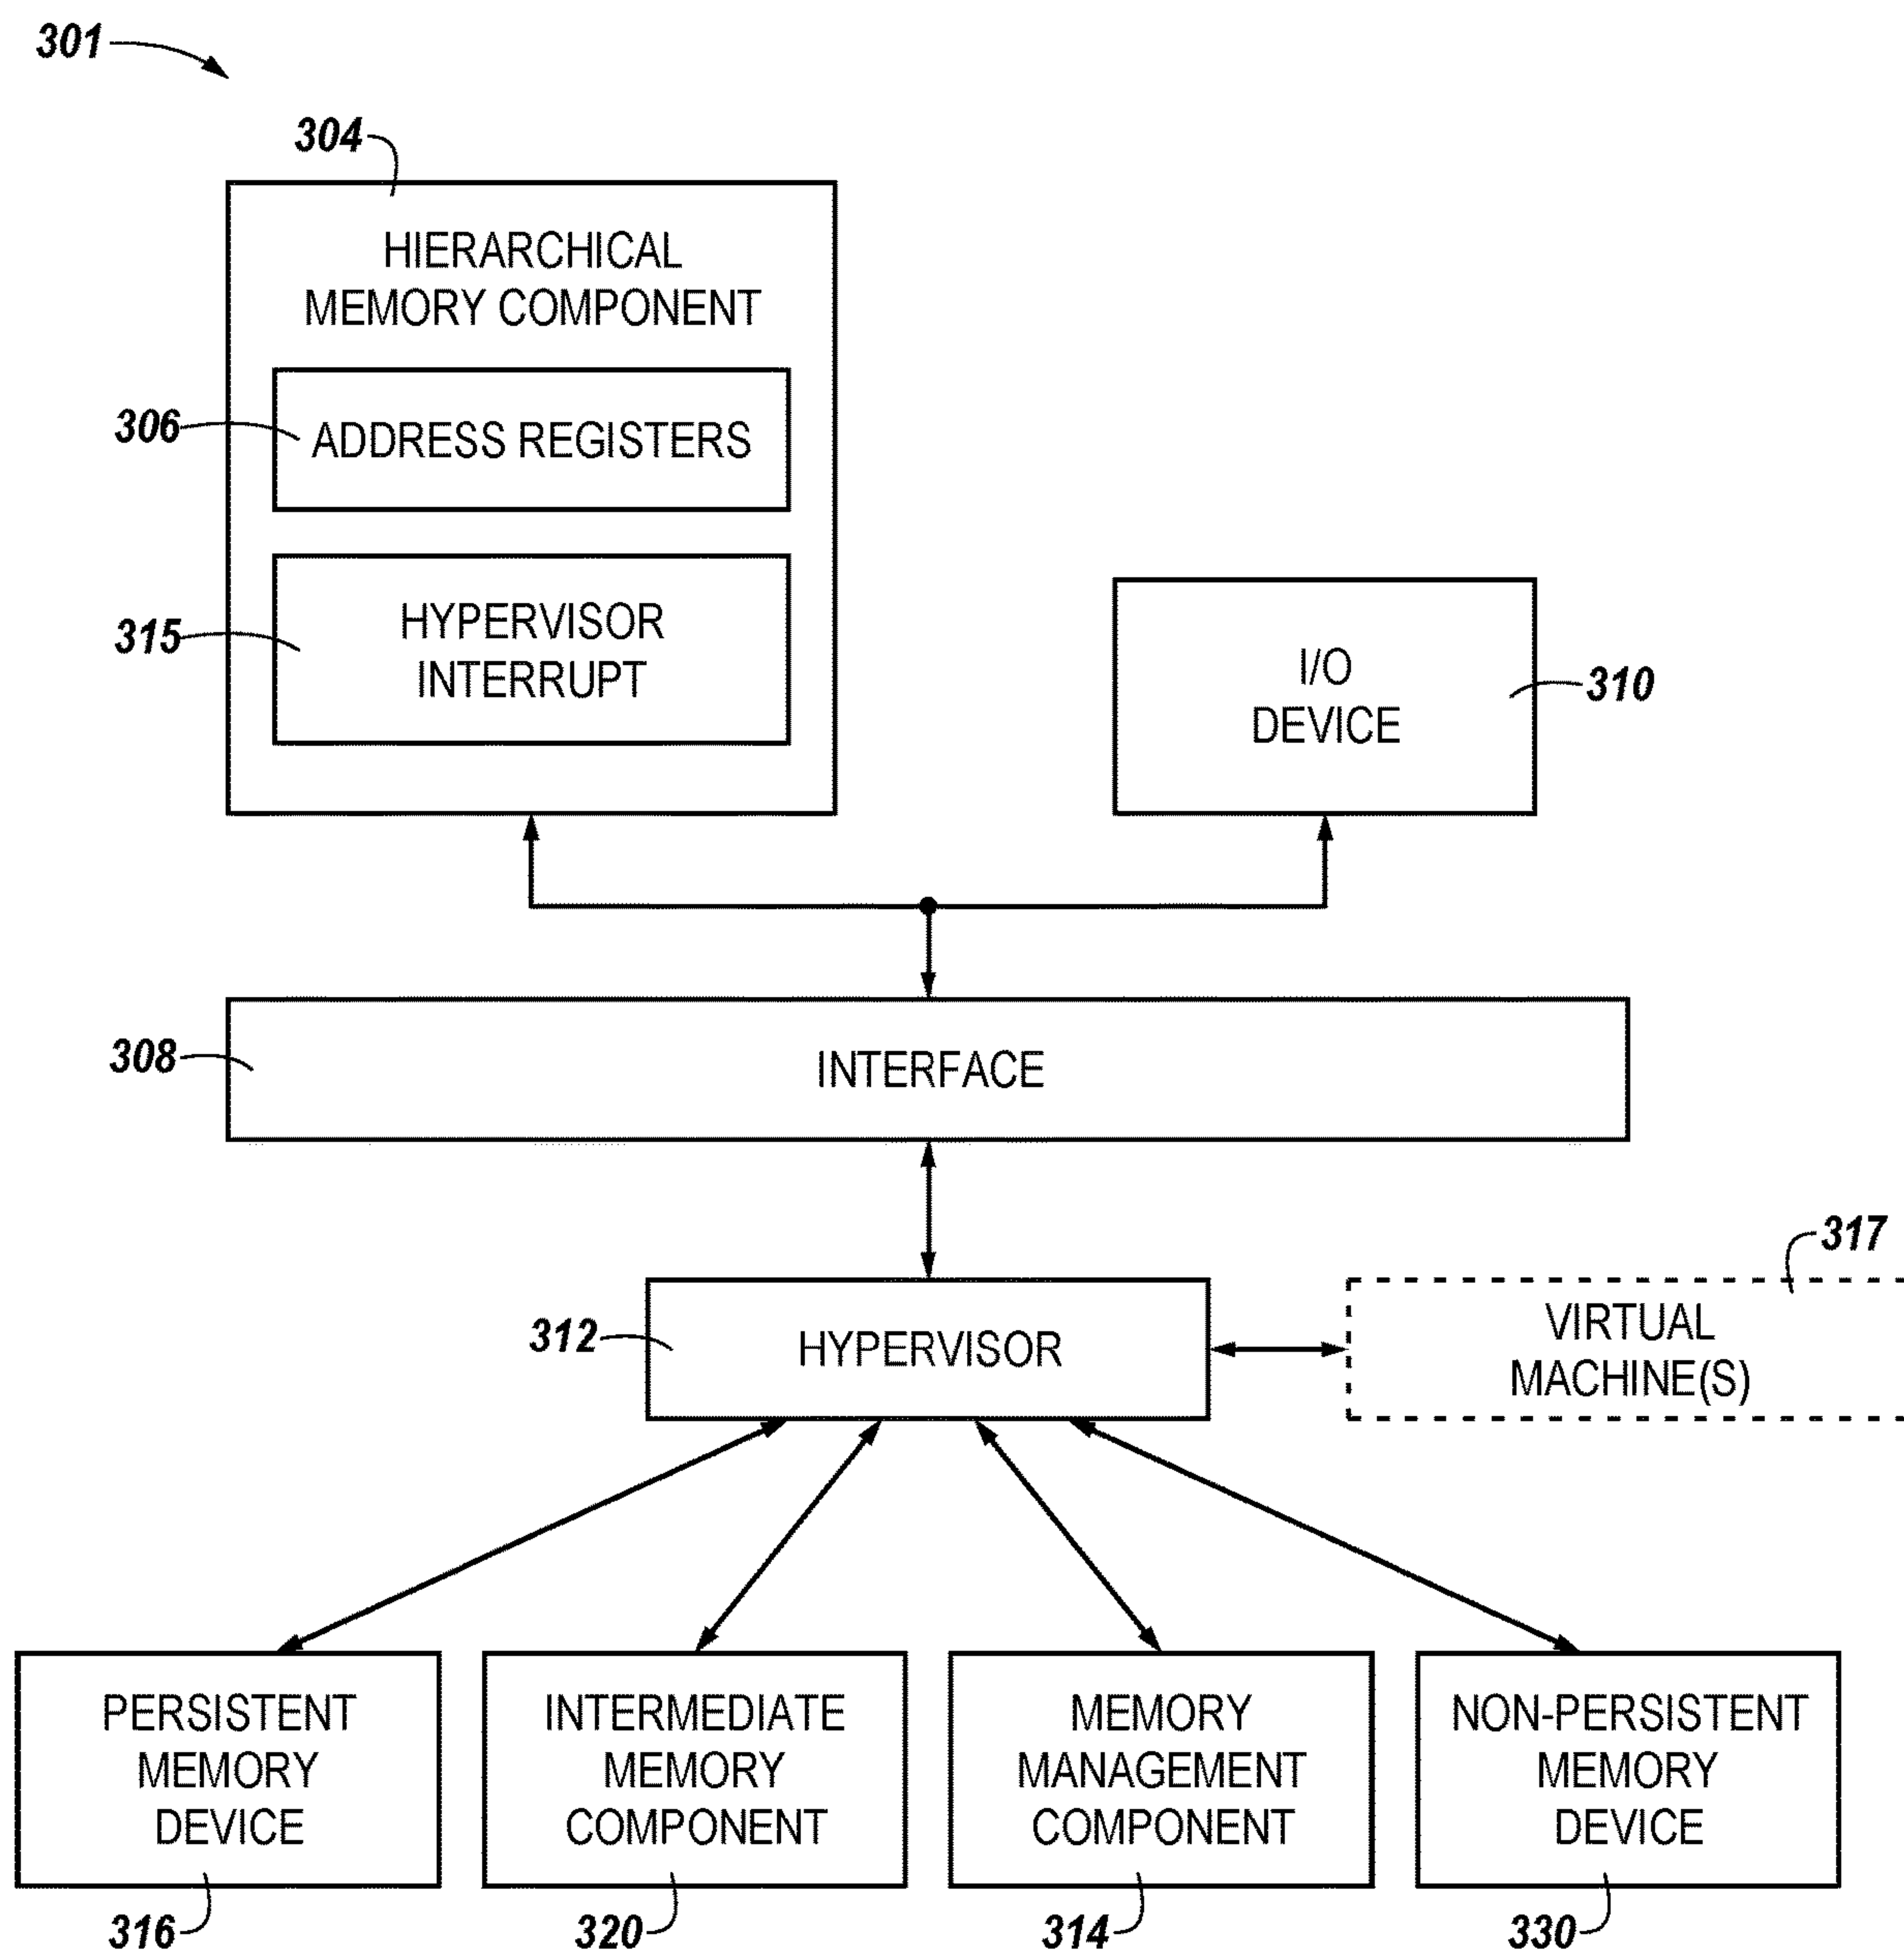 301
304
HIERARCHICAL
MEMORY COMPONENT
306
ADDRESS REGISTERS
315
HYPERVISOR
INTERRUPT
I/O
DEVICE
310
308
INTERFACE
317
312
HYPERVISOR
VIRTUAL
MACHINE(S)
PERSISTENT
MEMORY
DEVICE
316
INTERMEDIATE
MEMORY
COMPONENT
320
MEMORY
MANAGEMENT
COMPONENT
314
NON-PERSISTENT
MEMORY
DEVICE
330